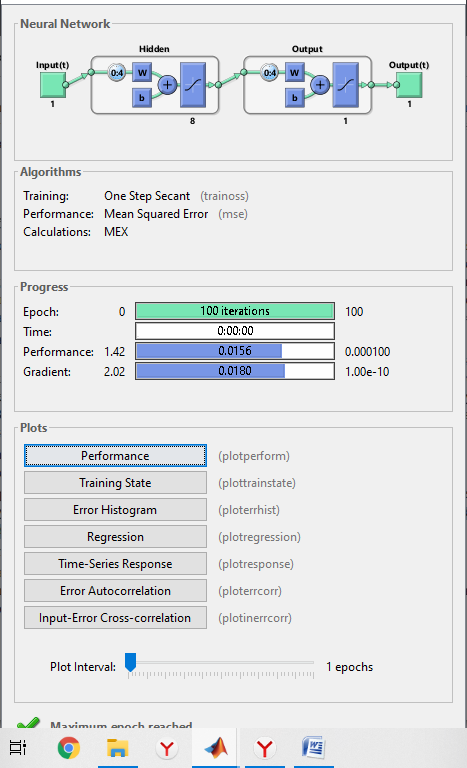 Neural Network
Hidden
Output
Input(t)
Output(t)
0:4
W
0:4
W
b
b
1
8
1
1
Algorithms
Training: One Step Secant (trainoss)
Performance: Mean Squared Error (mse)
Calculations: MEX
Progress
Epoch: 0 100 iterations 100
Time: 0:00:00
Performance: 1.42 0.0156 0.000100
Gradient: 2.02 0.0180 1.00e-10
Plots
Performance (plotperform)
Training State (plottrainstate)
Error Histogram (ploterrhist)
Regression (plotregression)
Time-Series Response (plotresponse)
Error Autocorrelation (ploterrcorr)
Input-Error Cross-correlation (plotinerrcorr)
Plot Interval: 1 epochs
Maximum epoch reached